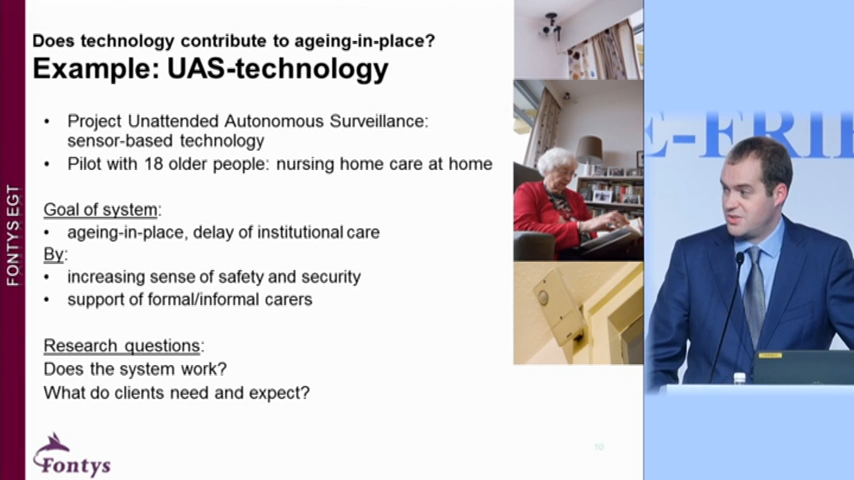 Does technology contribute to ageing-in-place?
Example: UAS-technology
• Project Unattended Autonomous Surveillance:
sensor-based technology
• Pilot with 18 older people: nursing home care at home
Goal of system:
• ageing-in-place, delay of institutional care
By:
• increasing sense of safety and security
• support of formal/informal carers
Research questions:
Does the system work?
What do clients need and expect?
FONTYS EGT
Fontys
10
E-FRIE